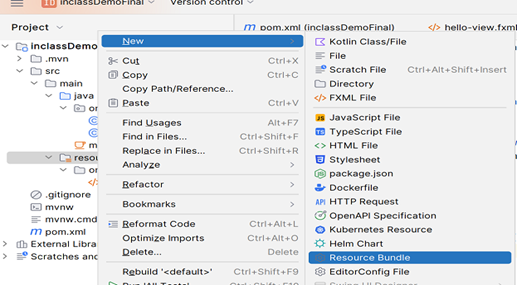 inclassDemoFinal
Version control
Project
pom.xml (inclassDemoFinal)
hello-view.fxml
inclassDemo
.mvn
src
main
java
or
m
resou
or
.gitignore
mvnw
mvnw.cmd
pom.xml
External Libra
Scratches and
New
Cut Ctrl+X
Copy Ctrl+C
Copy Path/Reference...
Paste Ctrl+V
Find Usages Alt+F7
Find in Files... Ctrl+Shift+F
Replace in Files... Ctrl+Shift+R
Analyze
Refactor
Bookmarks
Reformat Code Ctrl+Alt+L
Optimize Imports Ctrl+Alt+O
Delete... Delete
Rebuild '<default>' Ctrl+Shift+F9
Kotlin Class/File
File
Scratch File Ctrl+Alt+Shift+Insert
Directory
FXML File
JavaScript File
TypeScript File
HTML File
Stylesheet
package.json
Dockerfile
HTTP Request
OpenAPI Specification
Kubernetes Resource
Helm Chart
Resource Bundle
EditorConfig File